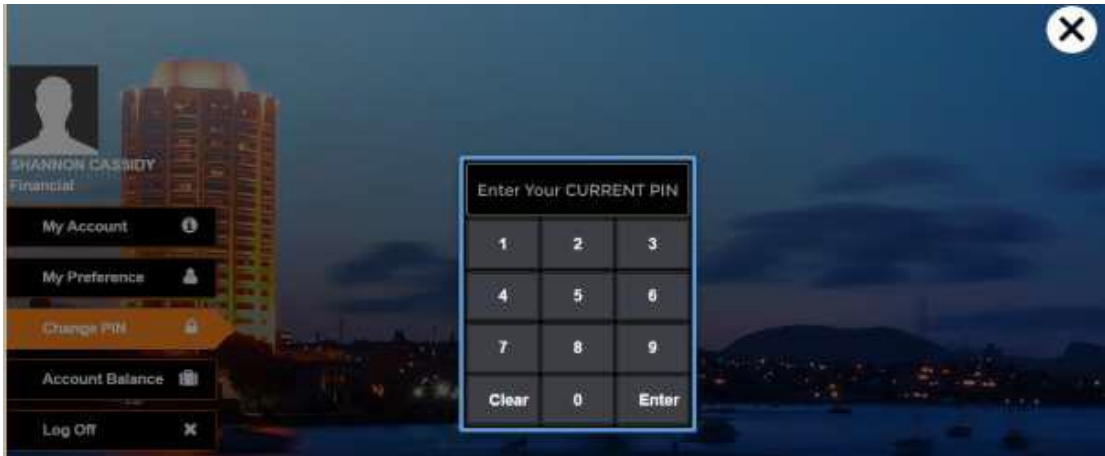 SHANNON CASSIDY
Financial
My Account
My Preference
Change PIN
Account Balance
Log Off
Enter Your CURRENT PIN
1 2 3
4 5 6
7 8 9
Clear 0 Enter